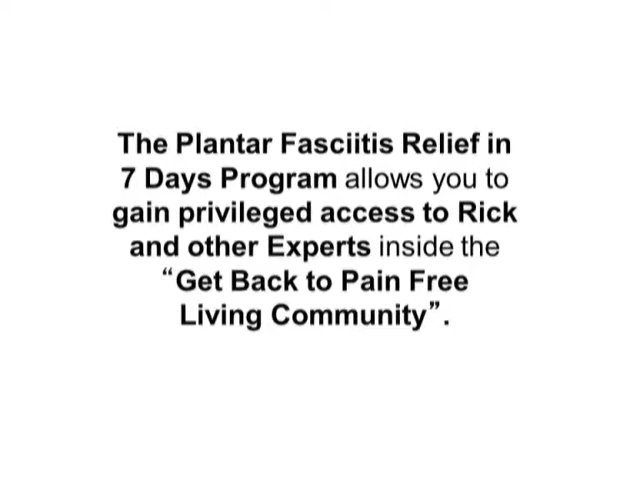 The Plantar Fasciitis Relief in
7 Days Program allows you to
gain privileged access to Rick
and other Experts inside the
“Get Back to Pain Free
Living Community”.